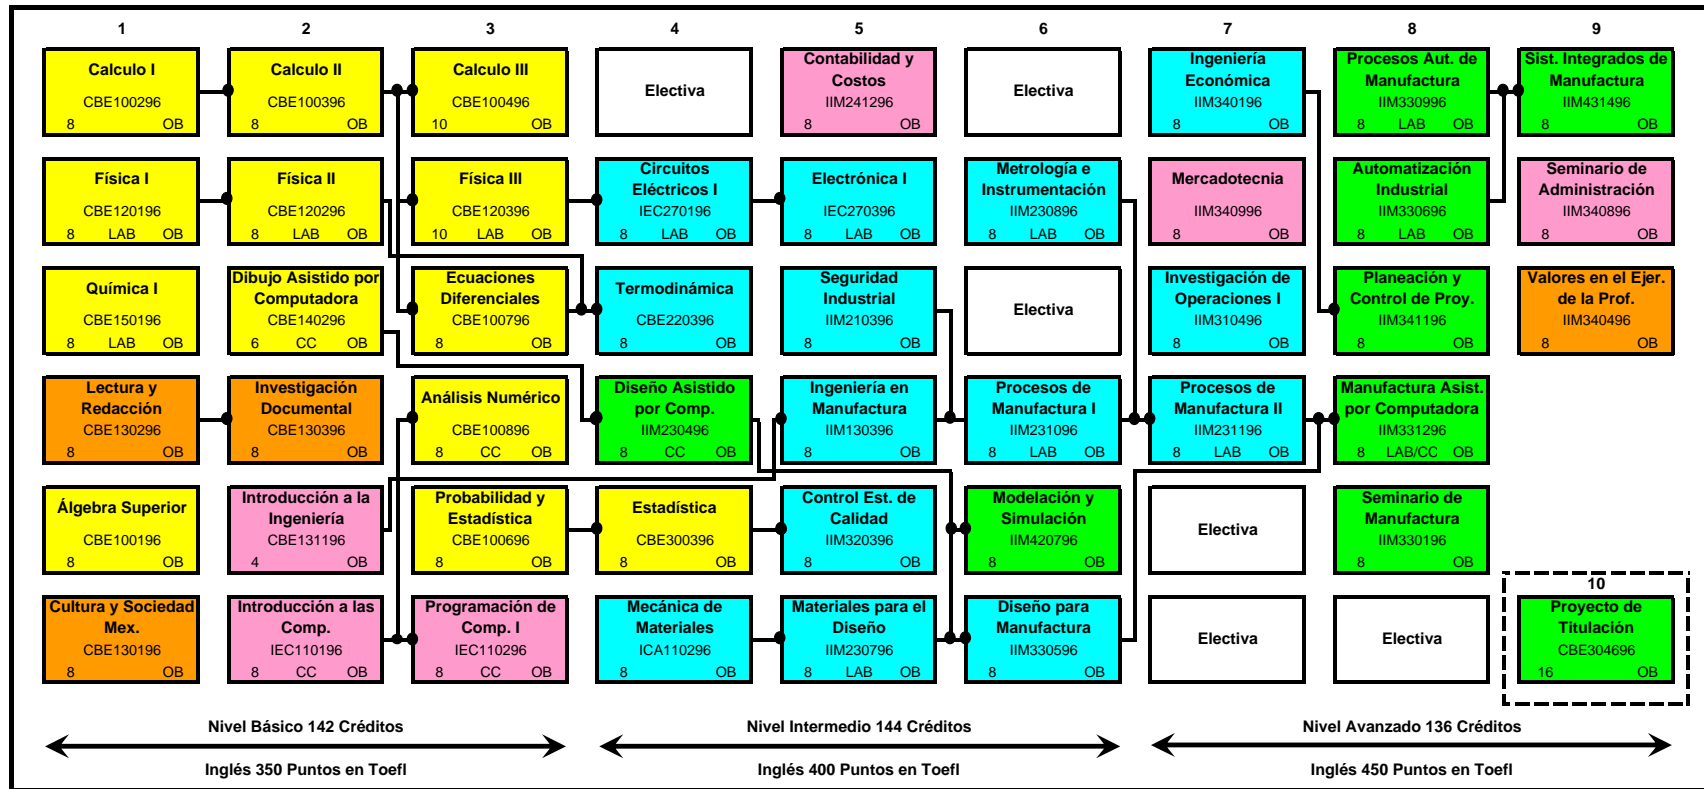 1 2 3 4 5 6 7 8 9
Calculo I
CBE100296
8 OB
Calculo II
CBE100396
8 OB
Calculo III
CBE100496
10 OB
Electiva
Contabilidad y
Costos
IIM241296
8 OB
Electiva
Ingeniería
Económica
IIM340196
8 OB
Procesos Aut. de
Manufactura
IIM330996
8 LAB OB
Sist. Integrados de
Manufactura
IIM431496
8 OB
Física I
CBE120196
8 LAB OB
Física II
CBE120296
8 LAB OB
Física III
CBE120396
10 LAB OB
Circuitos
Eléctricos I
IEC270196
8 LAB OB
Electrónica I
IEC270396
8 LAB OB
Metrología e
Instrumentación
IIM230896
8 LAB OB
Mercadotecnia
IIM340996
8 OB
Automatización
Industrial
IIM330696
8 LAB OB
Seminario de
Administración
IIM340896
8 OB
Química I
CBE150196
8 LAB OB
Dibujo Asistido por
Computadora
CBE140296
6 CC OB
Ecuaciones
Diferenciales
CBE100796
8 OB
Termodinámica
CBE220396
8 OB
Seguridad
Industrial
IIM210396
8 OB
Electiva
Investigación de
Operaciones I
IIM310496
8 OB
Planeación y
Control de Proy.
IIM341196
8 OB
Valores en el Ejer.
de la Prof.
IIM340496
8 OB
Lectura y
Redacción
CBE130296
8 OB
Investigación
Documental
CBE130396
8 OB
Análisis Numérico
CBE100896
8 CC OB
Diseño Asistido
por Comp.
IIM230496
8 CC OB
Ingeniería en
Manufactura
IIM130396
8 OB
Procesos de
Manufactura I
IIM231096
8 LAB OB
Procesos de
Manufactura II
IIM231196
8 LAB OB
Manufactura Asist.
por Computadora
IIM331296
8 LAB/CC OB
Álgebra Superior
CBE100196
8 OB
Introducción a la
Ingeniería
CBE131196
4 OB
Probabilidad y
Estadística
CBE100696
8 OB
Estadística
CBE300396
8 OB
Control Est. de
Calidad
IIM320396
8 OB
Modelación y
Simulación
IIM420796
8 OB
Electiva
Seminario de
Manufactura
IIM330196
8 OB
Cultura y Sociedad
Mex.
CBE130196
8 OB
Introducción a las
Comp.
IEC110196
8 CC OB
Programación de
Comp. I
IEC110296
8 CC OB
Mecánica de
Materiales
ICA110296
8 OB
Materiales para el
Diseño
IIM230796
8 LAB OB
Diseño para
Manufactura
IIM330596
8 OB
Electiva
Electiva
10
Proyecto de
Titulación
CBE304696
16 OB
Nivel Básico 142 Créditos
Nivel Intermedio 144 Créditos
Nivel Avanzado 136 Créditos
Inglés 350 Puntos en Toefl
Inglés 400 Puntos en Toefl
Inglés 450 Puntos en Toefl